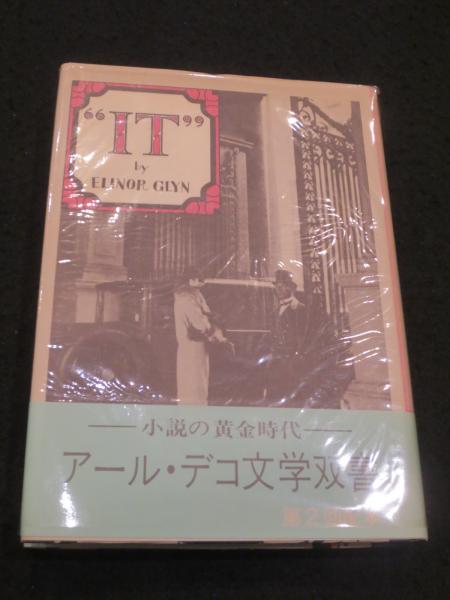 “IT”
by
ELINOR GLYN
——小説の黄金時代——
アール・デコ文学双書
第2回配本